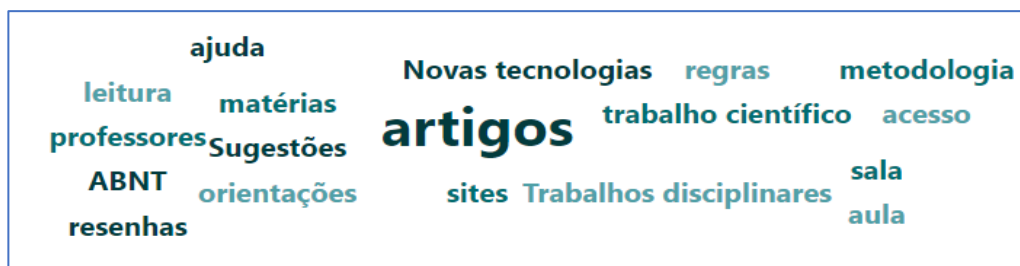 ajuda
Novas tecnologias
regras
metodologia
leitura
matérias
artigos
trabalho científico
acesso
professores
Sugestões
ABNT
orientações
sites
Trabalhos disciplinares
sala
aula
resenhas